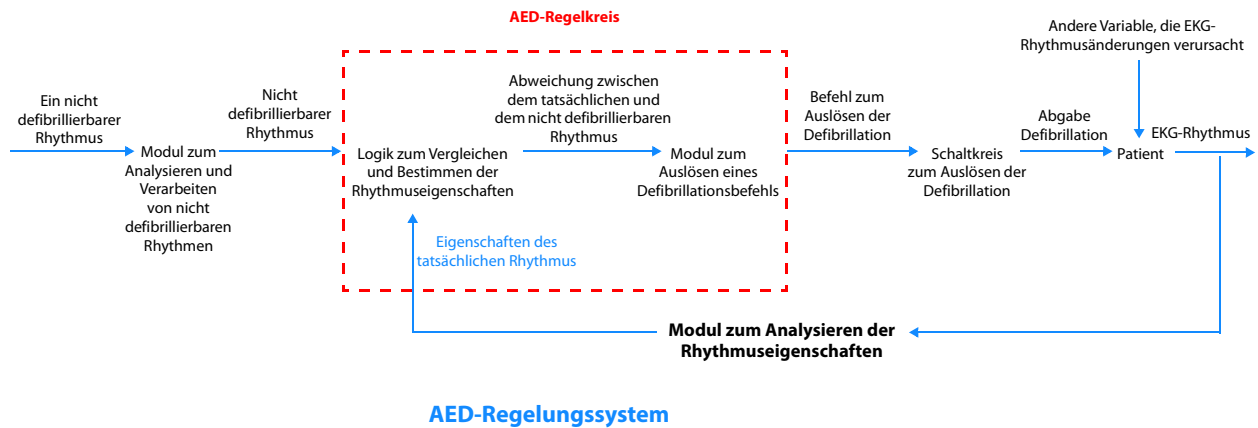 AED-Regelkreis
Andere Variable, die EKG-
Rhythmusänderungen verursacht
Ein nicht
defibrillierbarer
Rhythmus
Modul zum
Analysieren und
Verarbeiten
von nicht
defibrillierbaren
Rhythmen
Nicht
defibrillierbarer
Rhythmus
Logik zum Vergleichen
und Bestimmen der
Rhythmuseigenschaften
Abweichung zwischen
dem tatsächlichen und
dem nicht defibrillierbaren
Rhythmus
Modul zum
Auslösen eines
Defibrillationsbefehls
Befehl zum
Auslösen der
Defibrillation
Schaltkreis
zum Auslösen der
Defibrillation
Abgabe
Defibrillation
Patient
EKG-Rhythmus
Eigenschaften des
tatsächlichen Rhythmus
Modul zum Analysieren der
Rhythmuseigenschaften
AED-Regelungssystem